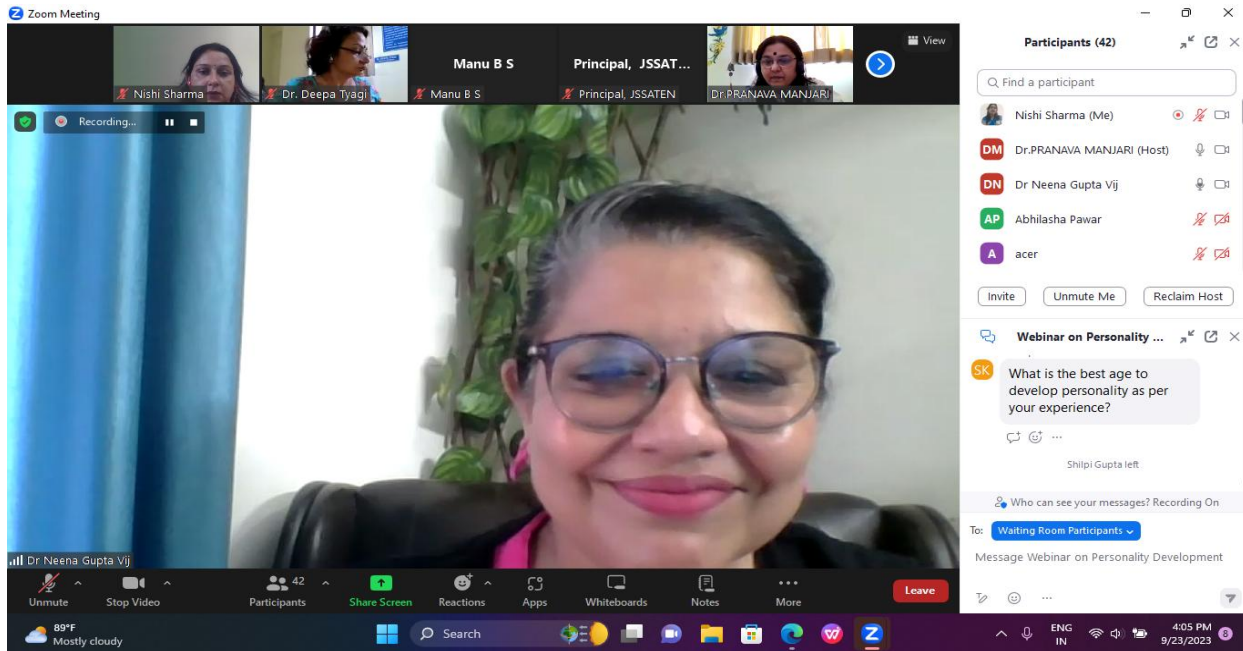 Zoom Meeting
Nishi Sharma
Dr. Deepa Tyagi
Manu B S
Manu B S
Principal, JSSAT...
Principal, JSSATEN
Dr.PRANAVA MANJARI
View
Recording...
Dr Neena Gupta Vij
Unmute
Stop Video
42
Participants
Share Screen
Reactions
Apps
Whiteboards
Notes
More
Leave
Participants (42)
Find a participant
Nishi Sharma (Me)
DM Dr.PRANAVA MANJARI (Host)
DN Dr Neena Gupta Vij
AP Abhilasha Pawar
A acer
Invite Unmute Me Reclaim Host
Webinar on Personality ...
SK
What is the best age to
develop personality as per
your experience?
Shilpi Gupta left
Who can see your messages? Recording On
To: Waiting Room Participants
Message Webinar on Personality Development
89°F
Mostly cloudy
Search
ENG
IN
4:05 PM
9/23/2023
8